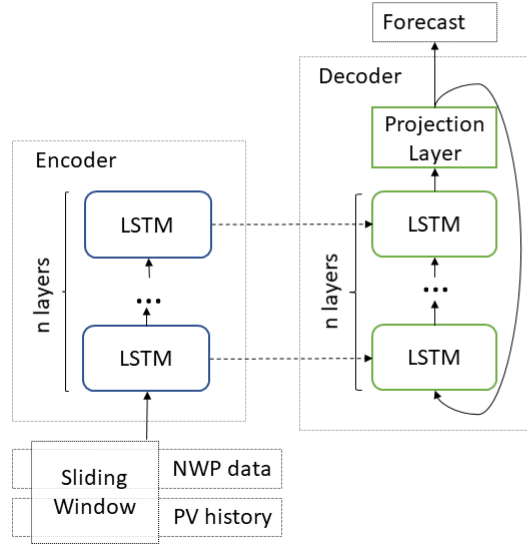 Forecast
Decoder
Projection
Layer
Encoder
LSTM
LSTM
n layers
n layers
...
...
LSTM
LSTM
Sliding
Window
NWP data
PV history